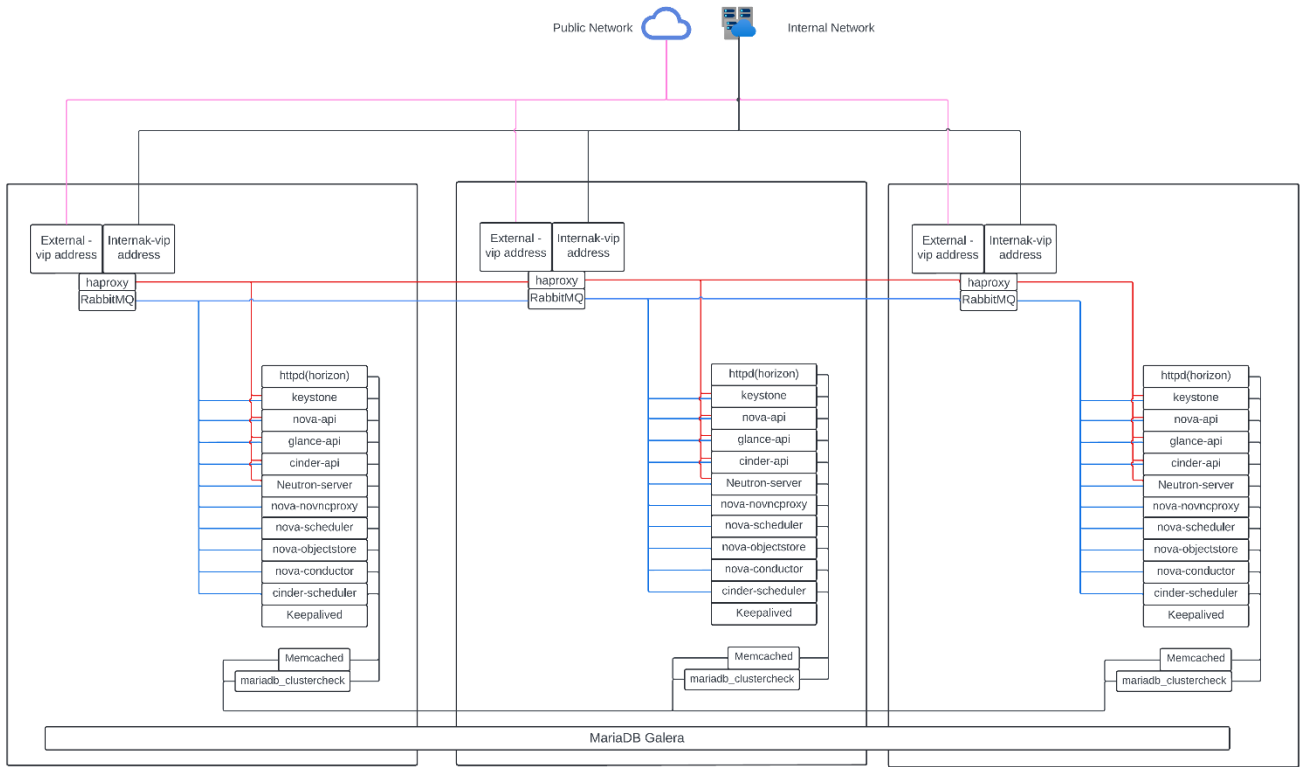 Public Network
Internal Network
External -
vip address
Internak-vip
address
haproxy
RabbitMQ
httpd(horizon)
keystone
nova-api
glance-api
cinder-api
Neutron-server
nova-novncproxy
nova-scheduler
nova-objectstore
nova-conductor
cinder-scheduler
Keepalived
Memcached
mariadb_clustercheck
External -
vip address
Internak-vip
address
haproxy
RabbitMQ
httpd(horizon)
keystone
nova-api
glance-api
cinder-api
Neutron-server
nova-novncproxy
nova-scheduler
nova-objectstore
nova-conductor
cinder-scheduler
Keepalived
Memcached
mariadb_clustercheck
External -
vip address
Internak-vip
address
haproxy
RabbitMQ
httpd(horizon)
keystone
nova-api
glance-api
cinder-api
Neutron-server
nova-novncproxy
nova-scheduler
nova-objectstore
nova-conductor
cinder-scheduler
Keepalived
Memcached
mariadb_clustercheck
MariaDB Galera